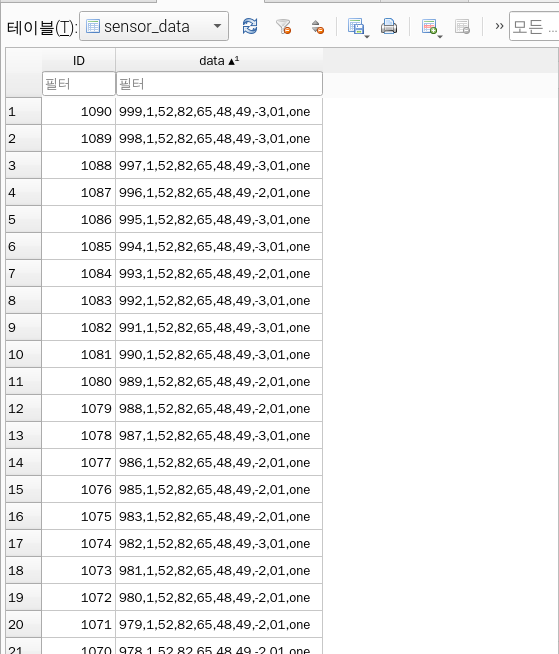 테이블(T): sensor_data » 모든 ...
ID data ▲1
필터 필터
1 1090 999,1,52,82,65,48,49,-3,01,one
2 1089 998,1,52,82,65,48,49,-3,01,one
3 1088 997,1,52,82,65,48,49,-3,01,one
4 1087 996,1,52,82,65,48,49,-2,01,one
5 1086 995,1,52,82,65,48,49,-3,01,one
6 1085 994,1,52,82,65,48,49,-3,01,one
7 1084 993,1,52,82,65,48,49,-2,01,one
8 1083 992,1,52,82,65,48,49,-3,01,one
9 1082 991,1,52,82,65,48,49,-3,01,one
10 1081 990,1,52,82,65,48,49,-3,01,one
11 1080 989,1,52,82,65,48,49,-2,01,one
12 1079 988,1,52,82,65,48,49,-2,01,one
13 1078 987,1,52,82,65,48,49,-3,01,one
14 1077 986,1,52,82,65,48,49,-2,01,one
15 1076 985,1,52,82,65,48,49,-2,01,one
16 1075 983,1,52,82,65,48,49,-2,01,one
17 1074 982,1,52,82,65,48,49,-3,01,one
18 1073 981,1,52,82,65,48,49,-2,01,one
19 1072 980,1,52,82,65,48,49,-2,01,one
20 1071 979,1,52,82,65,48,49,-2,01,one
21 1070 978,1,52,82,65,48,49,-2,01,one